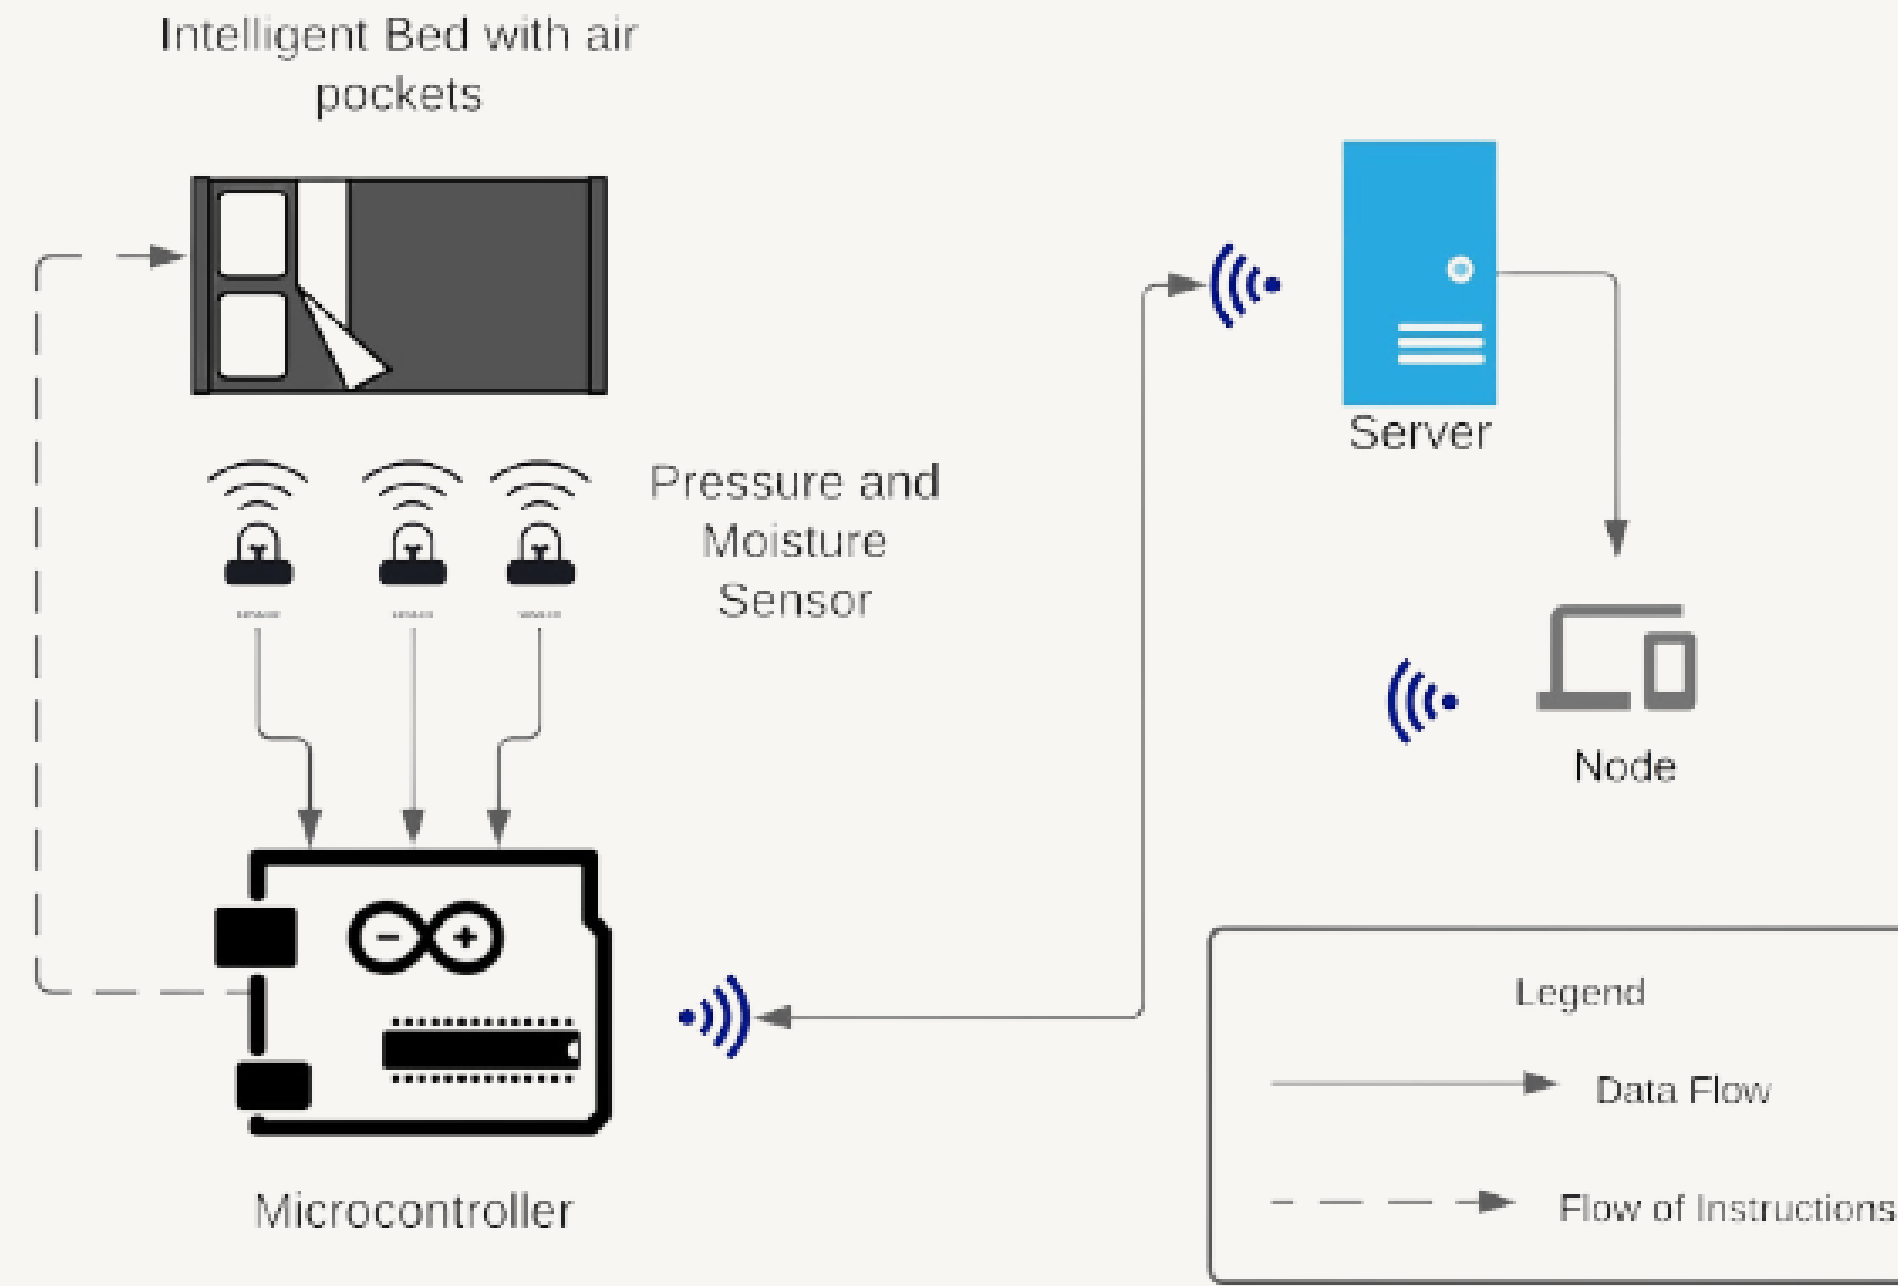 Intelligent Bed with air
pockets
Server
Pressure and
Moisture
Sensor
Node
Microcontroller
Legend
Data Flow
Flow of Instructions